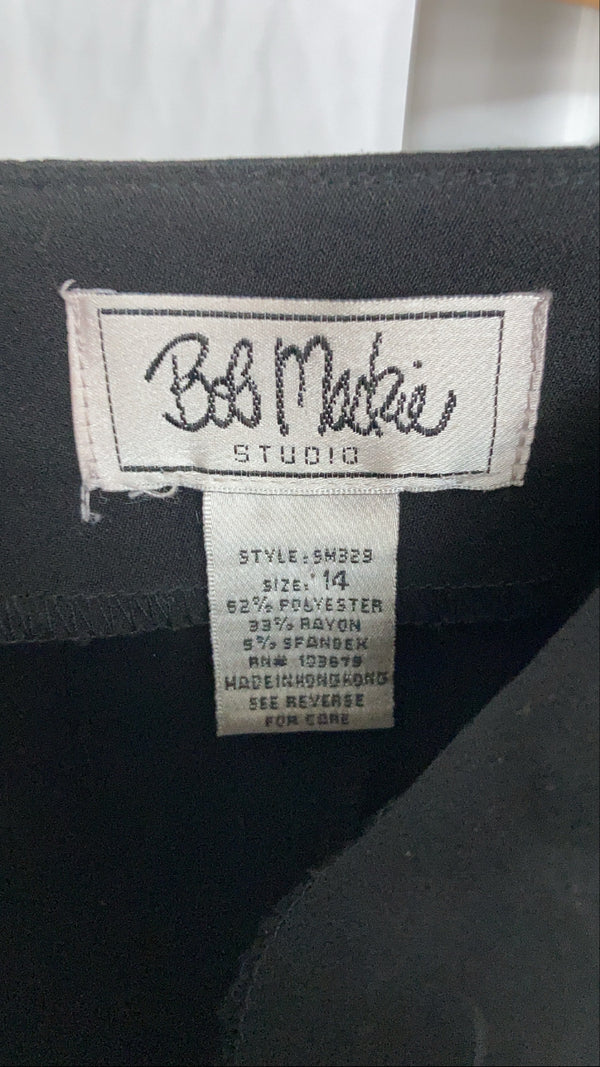 Bob Mackie
STUDIO
STYLE: SM329
SIZE: 14
62% POLYESTER
33% RAYON
5% SPANDEX
RN# 103879
MADE IN HONG KONG
SEE REVERSE
FOR CARE